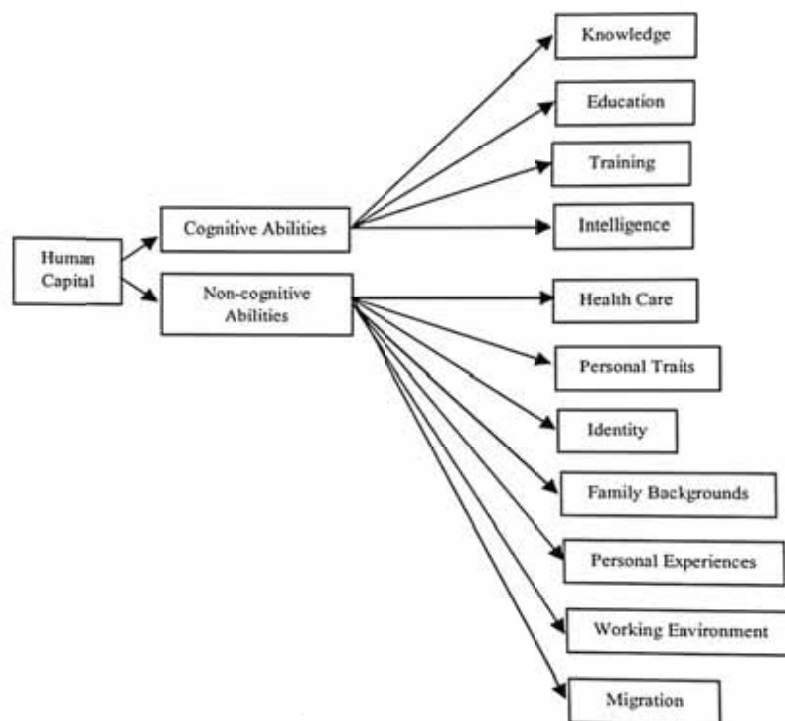 Knowledge
Education
Training
Intelligence
Cognitive Abilities
Human
Capital
Non-cognitive
Abilities
Health Care
Personal Traits
Identity
Family Backgrounds
Personal Experiences
Working Environment
Migration